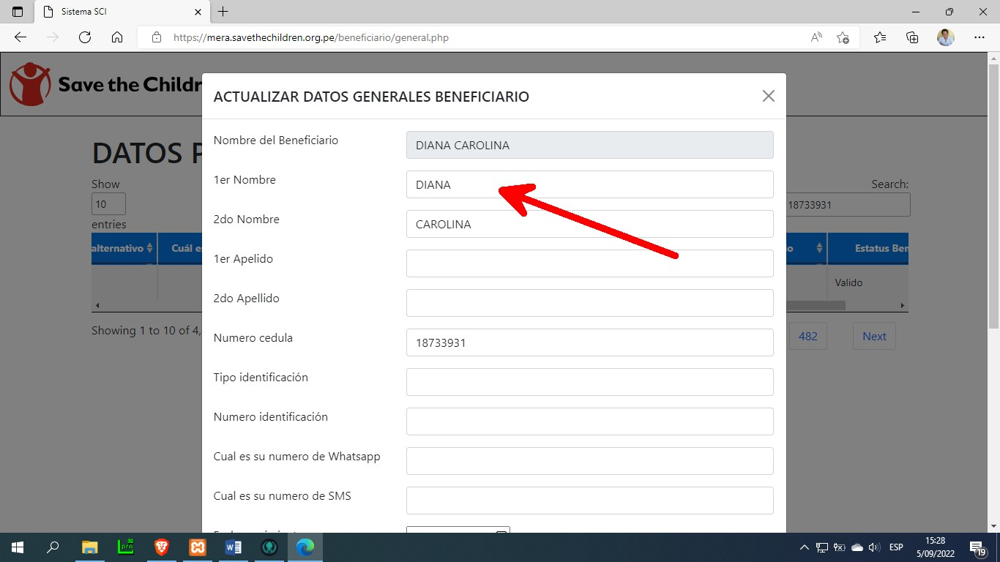 Sistema SCI
https://mera.savethechildren.org.pe/beneficiario/general.php
Save the Childr
ACTUALIZAR DATOS GENERALES BENEFICIARIO
DATOS P
Show
10
entries
Search:
18733931
alternativo
Cuál e
o
Estatus Ben
Valido
Showing 1 to 10 of 4,
482
Next
Nombre del Beneficiario
DIANA CAROLINA
1er Nombre
DIANA
2do Nombre
CAROLINA
1er Apelido
2do Apellido
Numero cedula
18733931
Tipo identificación
Numero identificación
Cual es su numero de Whatsapp
Cual es su numero de SMS
ESP
15:28
5/09/2022
19